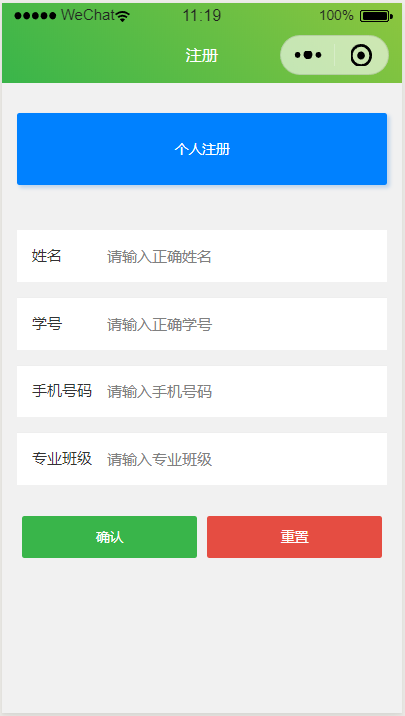 ●●●●● WeChat 11:19 100%
注册
个人注册
姓名 请输入正确姓名
学号 请输入正确学号
手机号码 请输入手机号码
专业班级 请输入专业班级
确认 重置